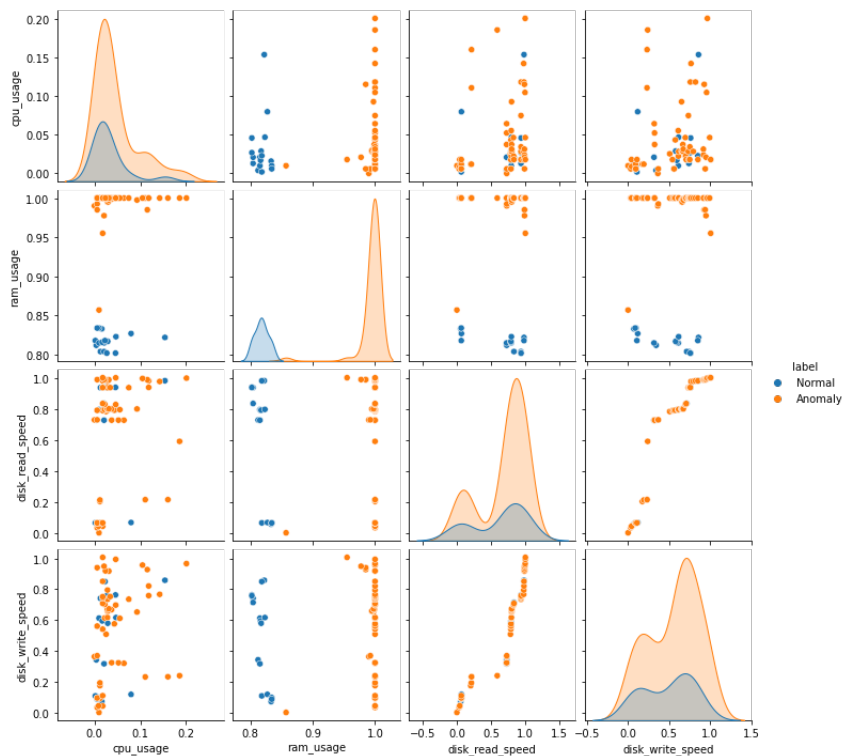 0.20
0.15
0.10
0.05
0.00
cpu_usage
1.00
0.95
0.90
0.85
0.80
ram_usage
1.0
0.8
0.6
0.4
0.2
0.0
disk_read_speed
label
Normal
Anomaly
1.0
0.8
0.6
0.4
0.2
0.0
disk_write_speed
0.0 0.1 0.2 0.8 0.9 1.0 −0.5 0.0 0.5 1.0 1.5 −0.5 0.0 0.5 1.0 1.5
cpu_usage ram_usage disk_read_speed disk_write_speed